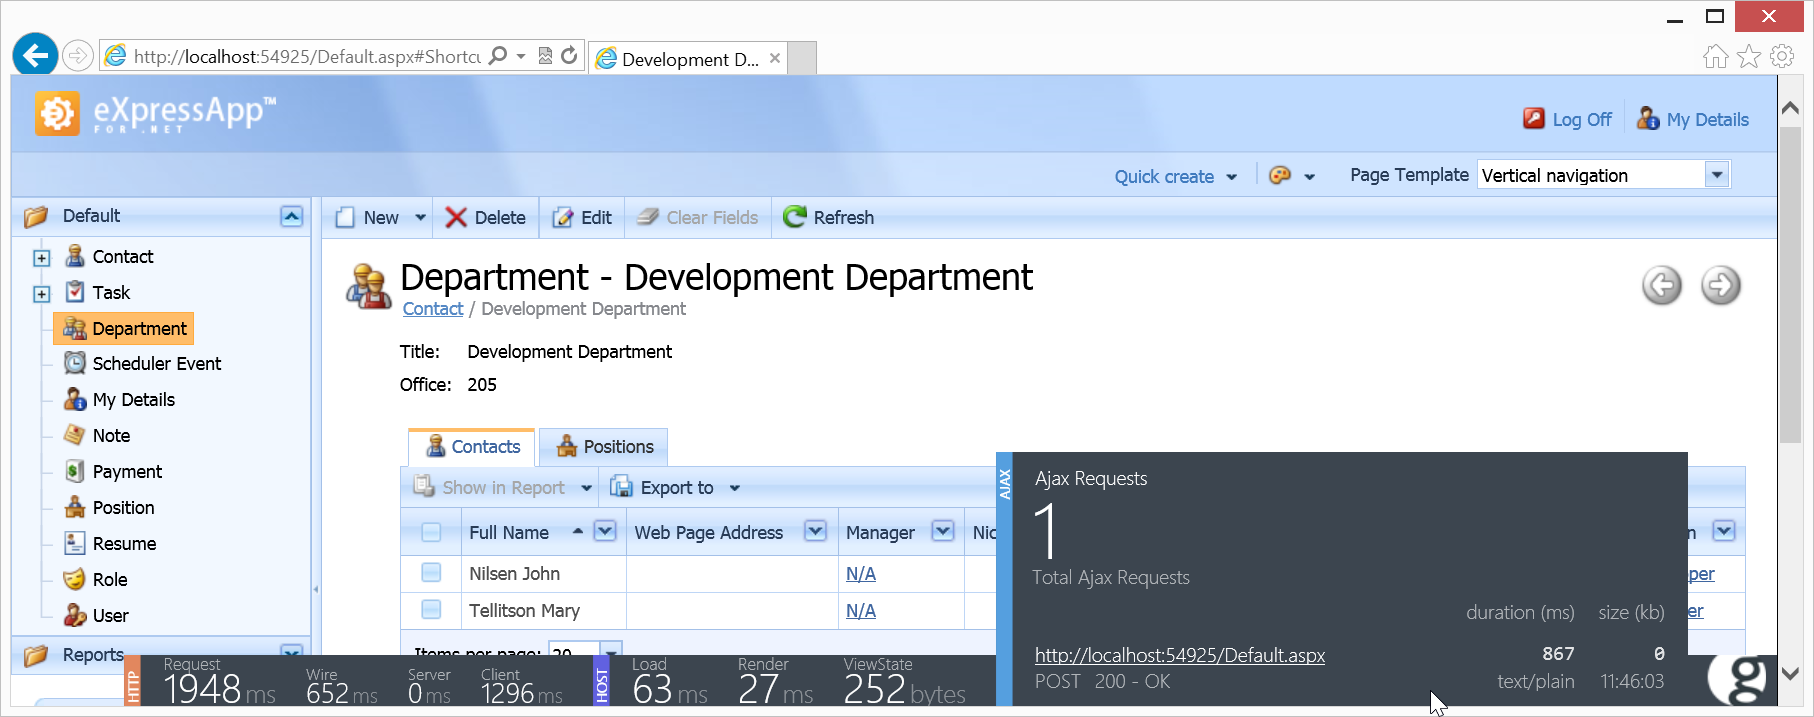 http://localhost:54925/Default.aspx#Shortcu
Development D...
eXpressApp™
FOR .NET
Log Off
My Details
Quick create
Page Template
Vertical navigation
Default
New
Delete
Edit
Clear Fields
Refresh
Contact
Task
Department
Scheduler Event
My Details
Note
Payment
Position
Resume
Role
User
Reports
Department - Development Department
Contact / Development Department
Title: Development Department
Office: 205
Contacts
Positions
Show in Report
Export to
Full Name
Web Page Address
Manager
Nic
n
Nilsen John
N/A
per
Tellitson Mary
N/A
er
Items per page: 20
AJAX
Ajax Requests
1
Total Ajax Requests
duration (ms) size (kb)
http://localhost:54925/Default.aspx 867 0
POST 200 - OK text/plain 11:46:03
HTTP
Request
1948 ms
Wire
652 ms
Server
0 ms
Client
1296 ms
HOST
Load
63 ms
Render
27 ms
ViewState
252 bytes
g